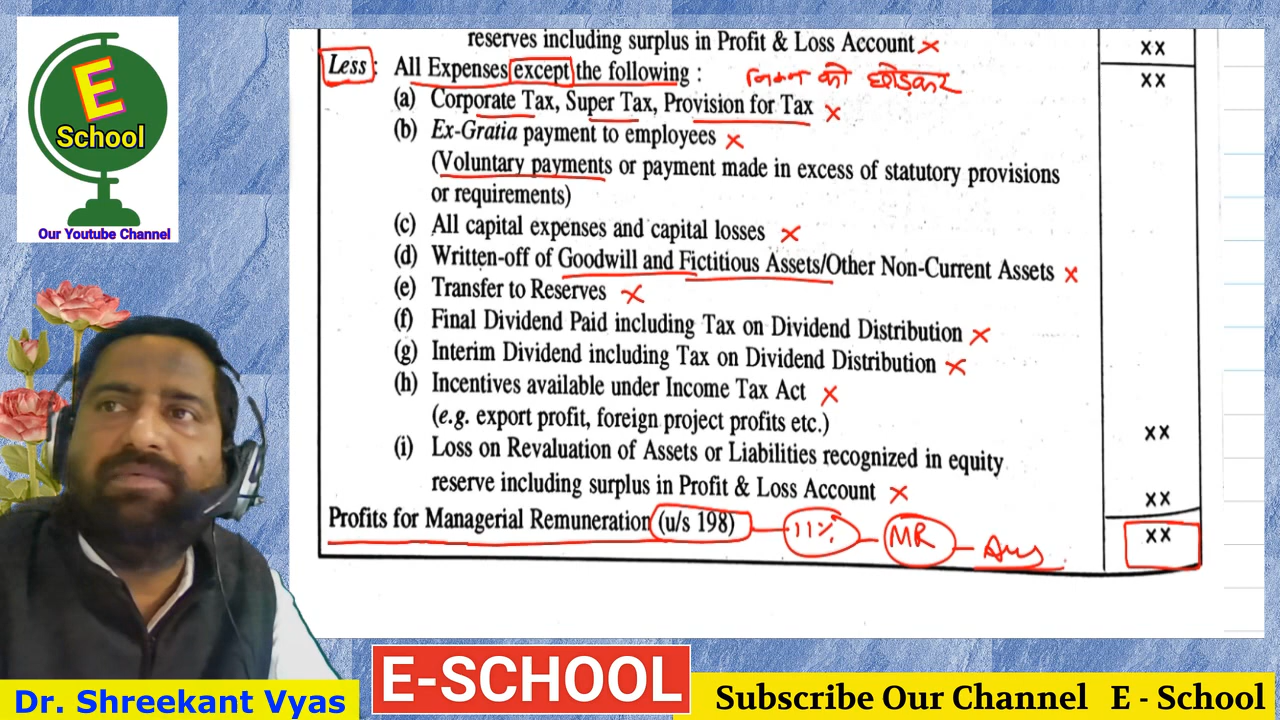 E
School
Our Youtube Channel
reserves including surplus in Profit & Loss Account ×
xx
Less : All Expenses except the following : निम्न को छोड़कर
xx
(a) Corporate Tax, Super Tax, Provision for Tax ×
(b) Ex-Gratia payment to employees ×
(Voluntary payments or payment made in excess of statutory provisions
or requirements)
(c) All capital expenses and capital losses ×
(d) Written-off of Goodwill and Fictitious Assets/Other Non-Current Assets ×
(e) Transfer to Reserves ×
(f) Final Dividend Paid including Tax on Dividend Distribution ×
(g) Interim Dividend including Tax on Dividend Distribution ×
(h) Incentives available under Income Tax Act ×
(e.g. export profit, foreign project profits etc.)
xx
(i) Loss on Revaluation of Assets or Liabilities recognized in equity
reserve including surplus in Profit & Loss Account ×
xx
Profits for Managerial Remuneration (u/s 198) — 11% — MR — Ans
xx
E-SCHOOL
Dr. Shreekant Vyas
Subscribe Our Channel E - School